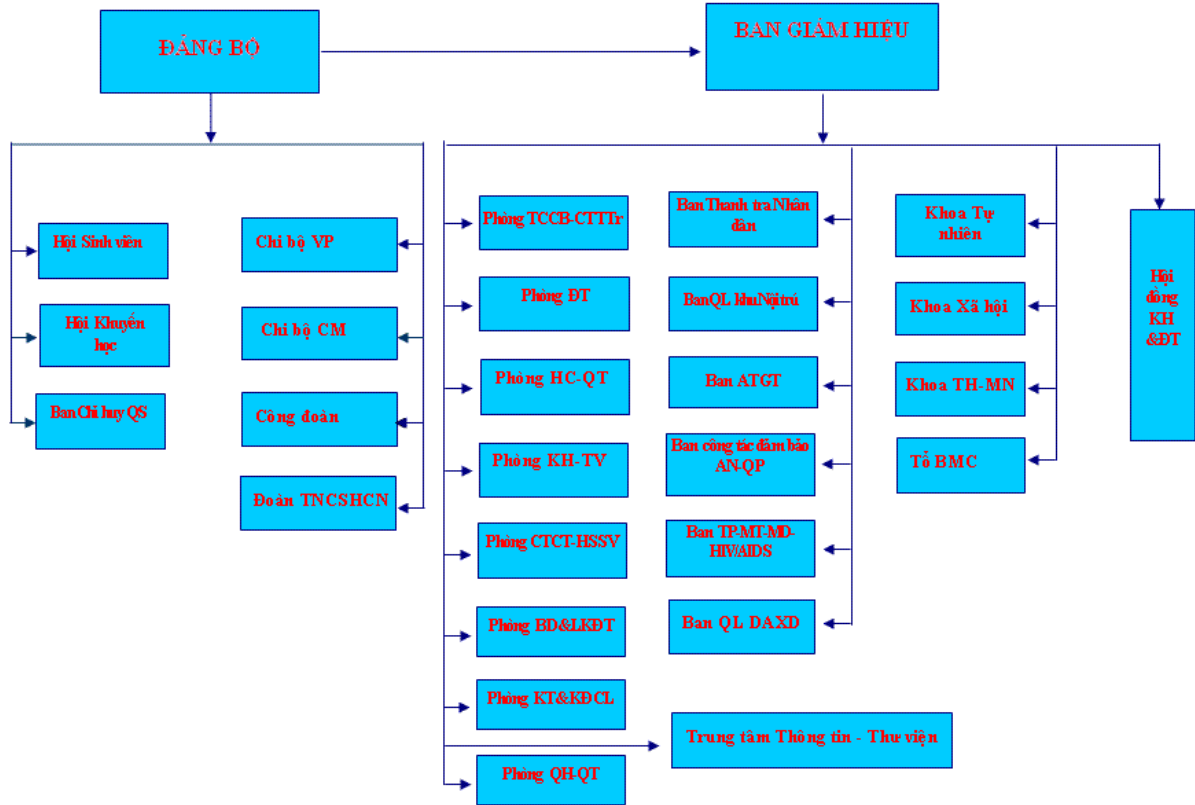 ĐẢNG BỘ
BAN GIÁM HIỆU
Hội Sinh viên
Hội Khuyến
học
Ban Chỉ huy QS
Chi bộ VP
Chi bộ CM
Công đoàn
Đoàn TNCSHCN
Phòng TCCB-CTTTr
Phòng ĐT
Phòng HC-QT
Phòng KH-TV
Phòng CTCT-HSSV
Phòng BD&LKĐT
Phòng KT&KĐCL
Phòng QH-QT
Ban Thanh tra Nhân
dân
Ban QL khu Nội trú
Ban ATGT
Ban công tác đảm bảo
AN-QP
Ban TP-MT-MD-
HIV/AIDS
Ban QL DAXD
Trung tâm Thông tin - Thư viện
Khoa Tự
nhiên
Khoa Xã hội
Khoa TH-MN
Tổ BMC
Hội
đồng
KH
&ĐT